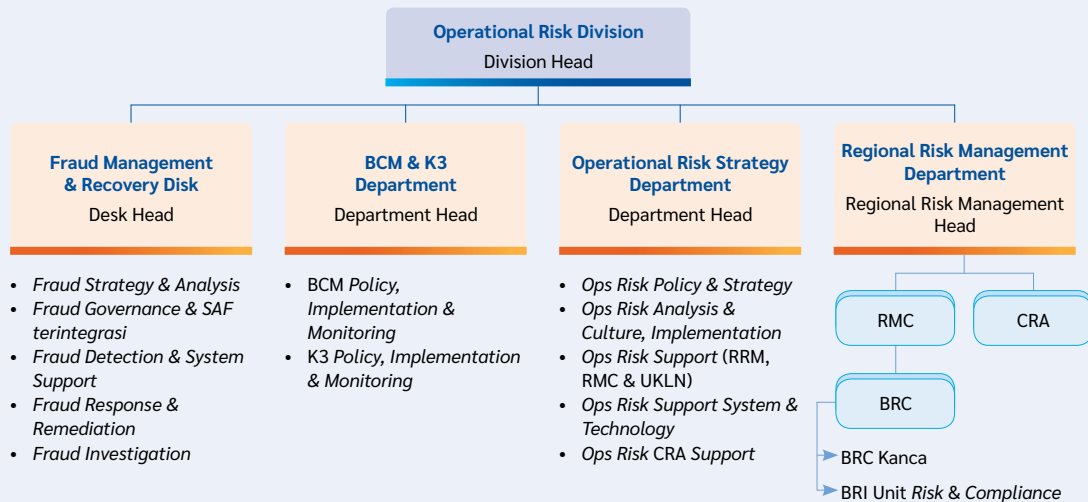 Operational Risk Division
Division Head
Fraud Management
& Recovery Disk
Desk Head
• Fraud Strategy & Analysis
• Fraud Governance & SAF
terintegrasi
• Fraud Detection & System
Support
• Fraud Response &
Remediation
• Fraud Investigation
BCM & K3
Department
Department Head
• BCM Policy,
Implementation &
Monitoring
• K3 Policy, Implementation
& Monitoring
Operational Risk Strategy
Department
Department Head
• Ops Risk Policy & Strategy
• Ops Risk Analysis &
Culture, Implementation
• Ops Risk Support (RRM,
RMC & UKLN)
• Ops Risk Support System &
Technology
• Ops Risk CRA Support
Regional Risk Management
Department
Regional Risk Management
Head
RMC
CRA
BRC
BRC Kanca
BRI Unit Risk & Compliance